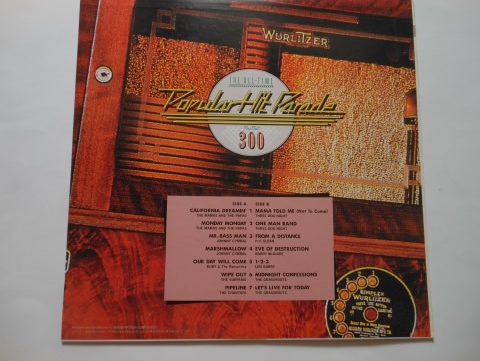 WURLITZER
THE ALL-TIME
Popular Hit Parade
300
SIDE A SIDE B
CALIFORNIA DREAMIN' 1 MAMA TOLD ME (Not To Come)
THE MAMAS AND THE PAPAS THREE DOG NIGHT
MONDAY MONDAY 2 ONE MAN BAND
THE MAMAS AND THE PAPAS THREE DOG NIGHT
MR. BASS MAN 3 FROM A DISTANCE
JOHNNY CYMBAL P. F. SLOAN
MARSHMALLOW 4 EVE OF DESTRUCTION
JOHNNY CYMBAL BARRY McGUIRE
OUR DAY WILL COME 5 1-2-3
RUBY & The Romantics LEN BARRY
WIPE OUT 6 MIDNIGHT CONFESSIONS
THE SURFARIS THE GRASSROOTS
PIPELINE 7 LET'S LIVE FOR TODAY
THE CHANTAYS THE GRASSROOTS
WURLITZER